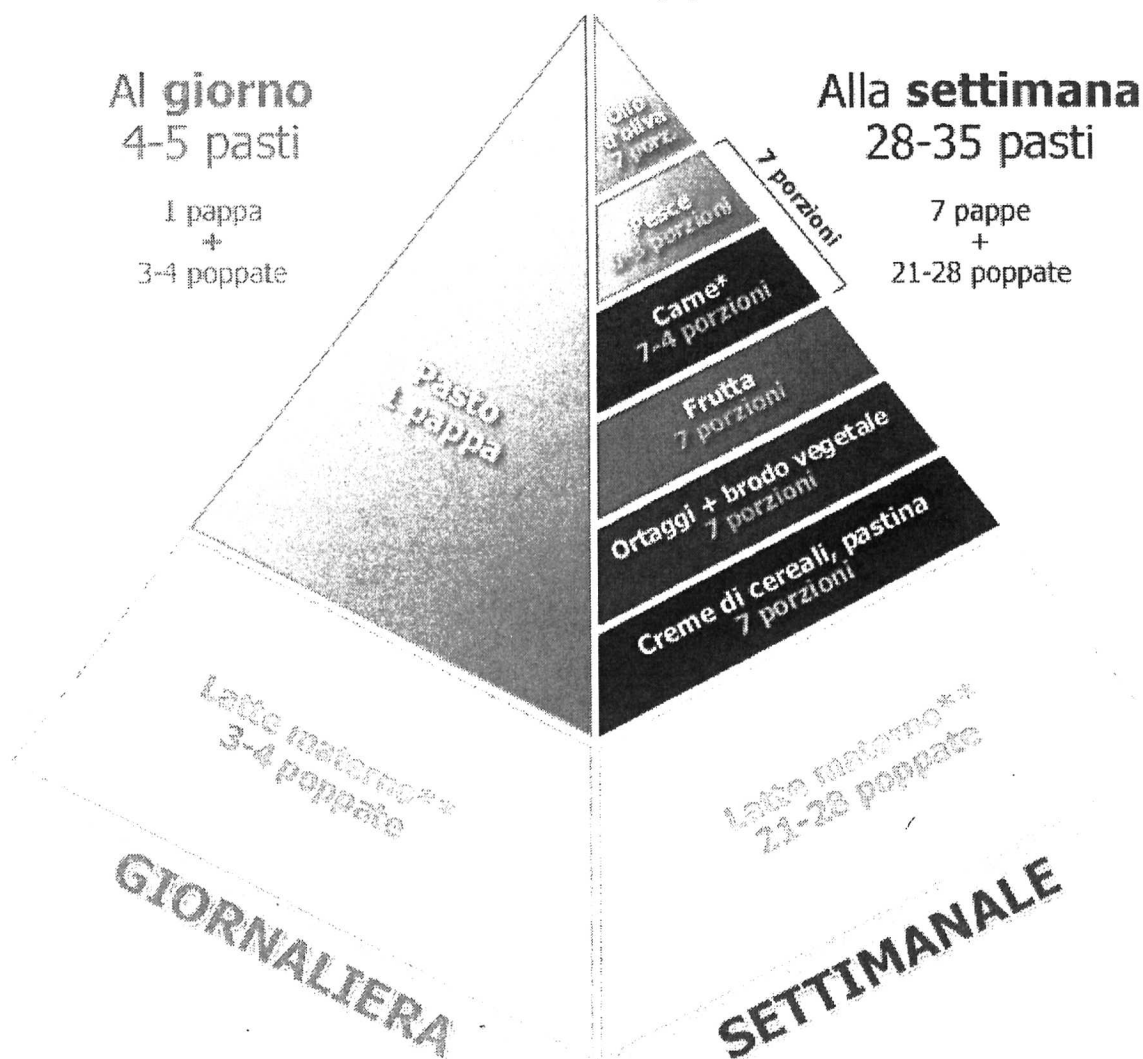 Al giorno
4-5 pasti
1 pappa
+
3-4 poppate
Alla settimana
28-35 pasti
7 pappe
+
21-28 poppate
Olio
d'oliva
7 porz.
Pesce
porzioni
7 porzioni
Carne*
7-4 porzioni
Frutta
7 porzioni
Ortaggi + brodo vegetale
7 porzioni
Creme di cereali, pastina
7 porzioni
Pasto
1 pappa
Latte materno**
3-4 poppate
Latte materno**
21-28 poppate
GIORNALIERA
SETTIMANALE